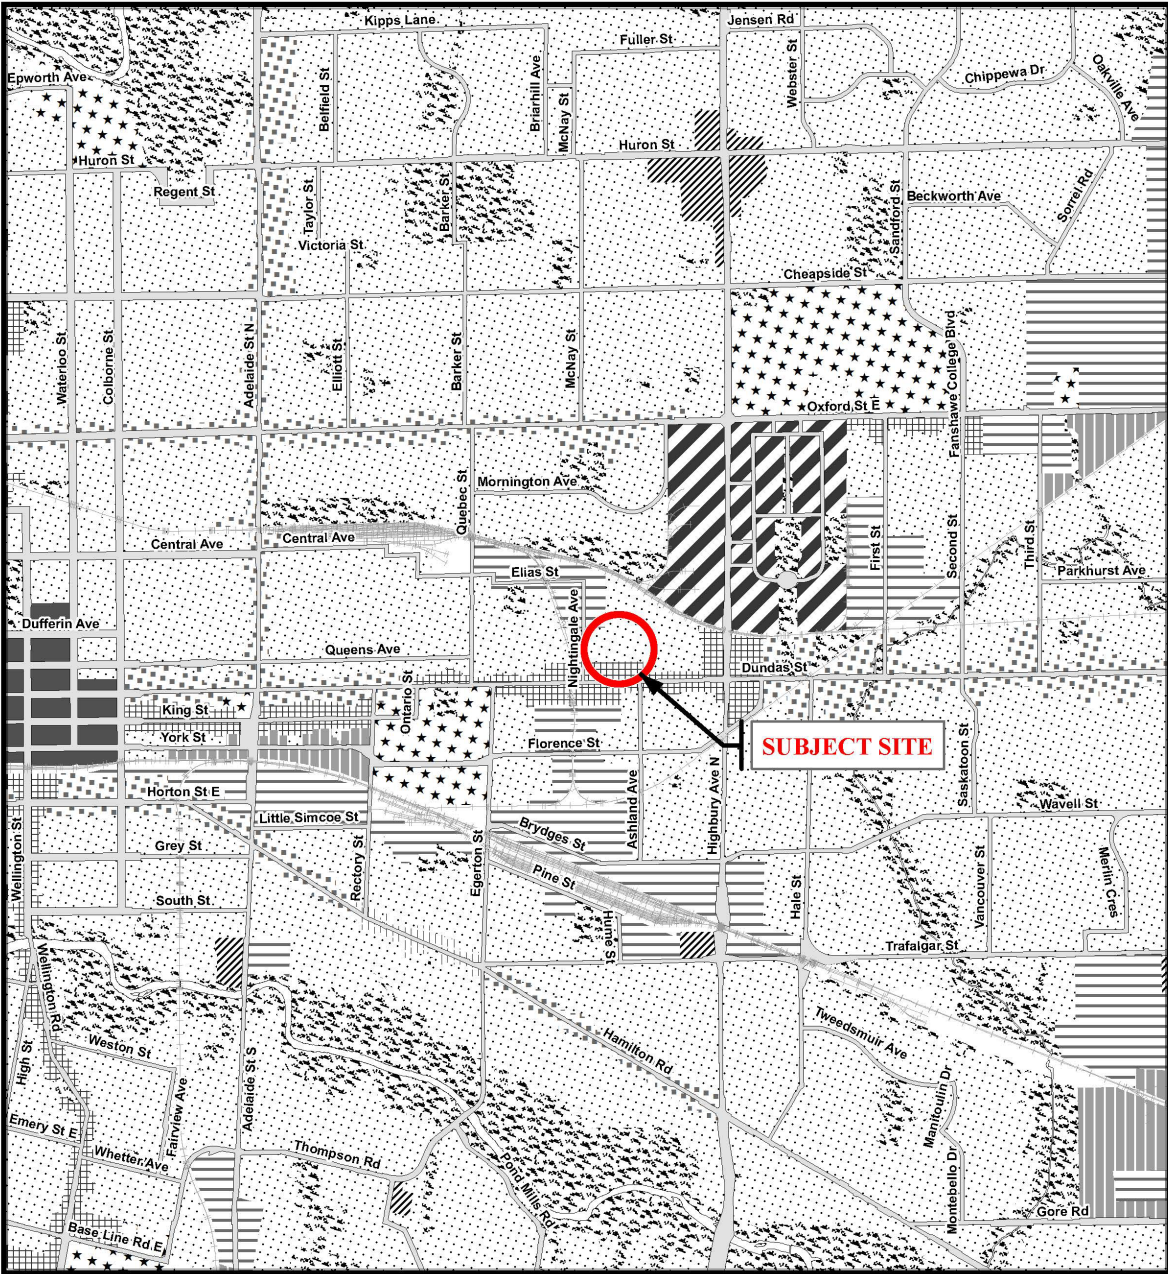 Kipps Lane
Jensen Rd
Fuller St
Webster St
Chippewa Dr
Oakville Ave
Epworth Ave
Belfield St
Briarhill Ave
McNay St
Huron St
Huron St
Regent St
Taylor St
Barker St
Sandford St
Beckworth Ave
Sorrel Rd
Victoria St
Cheapside St
Waterloo St
Colborne St
Adelaide St N
Elliott St
Barker St
McNay St
Fanshawe College Blvd
Oxford St E
Quebec St
Mornington Ave
Central Ave
Central Ave
First St
Second St
Third St
Elias St
Parkhurst Ave
Nightingale Ave
Dufferin Ave
Queens Ave
Dundas St
Ontario St
King St
York St
Florence St
SUBJECT SITE
Saskatoon St
Horton St E
Ashland Ave
Highbury Ave N
Little Simcoe St
Wavell St
Wellington St
Grey St
Rectory St
Egerton St
Brydges St
Pine St
Hale St
Vancouver St
Merlin Cres
South St
Hume St
Trafalgar St
Wellington Rd
Weston St
High St
Adelaide St S
Hamilton Rd
Tweedsmuir Ave
Manitoulin Dr
Fairview Ave
Emery St E
Whetter Ave
Thompson Rd
Pond Mills Rd
Montebello Dr
Gore Rd
Base Line Rd E